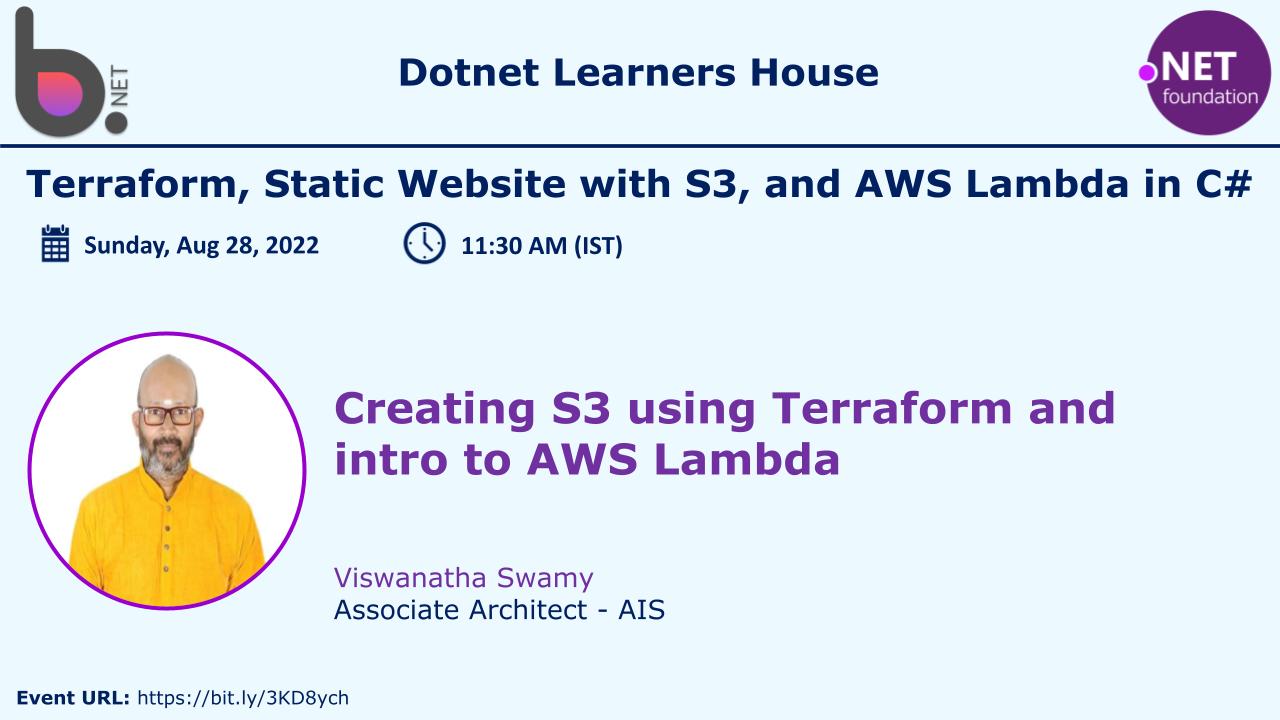 .NET
Dotnet Learners House
.NET
foundation
Terraform, Static Website with S3, and AWS Lambda in C#
Sunday, Aug 28, 2022
11:30 AM (IST)
Creating S3 using Terraform and
intro to AWS Lambda
Viswanatha Swamy
Associate Architect - AIS
Event URL: https://bit.ly/3KD8ych